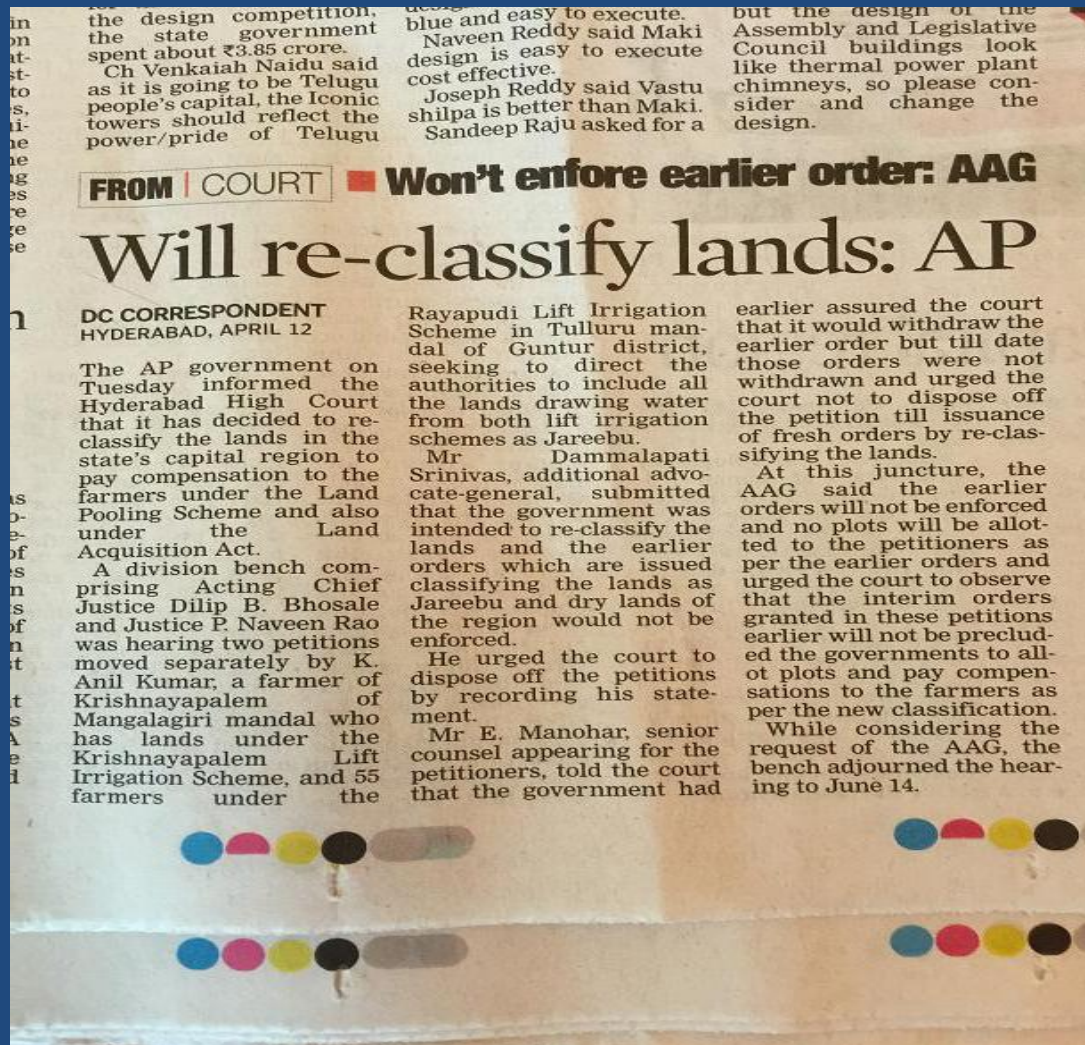 the design competition,
the state government
spent about ₹3.85 crore.
Ch Venkaiah Naidu said
as it is going to be Telugu
people's capital, the Iconic
towers should reflect the
power/pride of Telugu
blue and easy to execute.
Naveen Reddy said Maki
design is easy to execute
cost effective.
Joseph Reddy said Vastu
shilpa is better than Maki.
Sandeep Raju asked for a
but the design of the
Assembly and Legislative
Council buildings look
like thermal power plant
chimneys, so please con-
sider and change the
design.
FROM | COURT Won't enfore earlier order: AAG
Will re-classify lands: AP
DC CORRESPONDENT
HYDERABAD, APRIL 12
The AP government on
Tuesday informed the
Hyderabad High Court
that it has decided to re-
classify the lands in the
state's capital region to
pay compensation to the
farmers under the Land
Pooling Scheme and also
under the Land
Acquisition Act.
A division bench com-
prising Acting Chief
Justice Dilip B. Bhosale
and Justice P. Naveen Rao
was hearing two petitions
moved separately by K.
Anil Kumar, a farmer of
Krishnayapalem of
Mangalagiri mandal who
has lands under the
Krishnayapalem Lift
Irrigation Scheme, and 55
farmers under the
Rayapudi Lift Irrigation
Scheme in Tulluru man-
dal of Guntur district,
seeking to direct the
authorities to include all
the lands drawing water
from both lift irrigation
schemes as Jareebu.
Mr Dammalapati
Srinivas, additional advo-
cate-general, submitted
that the government was
intended to re-classify the
lands and the earlier
orders which are issued
classifying the lands as
Jareebu and dry lands of
the region would not be
enforced.
He urged the court to
dispose off the petitions
by recording his state-
ment.
Mr E. Manohar, senior
counsel appearing for the
petitioners, told the court
that the government had
earlier assured the court
that it would withdraw the
earlier order but till date
those orders were not
withdrawn and urged the
court not to dispose off
the petition till issuance
of fresh orders by re-clas-
sifying the lands.
At this juncture, the
AAG said the earlier
orders will not be enforced
and no plots will be allot-
ted to the petitioners as
per the earlier orders and
urged the court to observe
that the interim orders
granted in these petitions
earlier will not be preclud-
ed the governments to all-
ot plots and pay compen-
sations to the farmers as
per the new classification.
While considering the
request of the AAG, the
bench adjourned the hear-
ing to June 14.